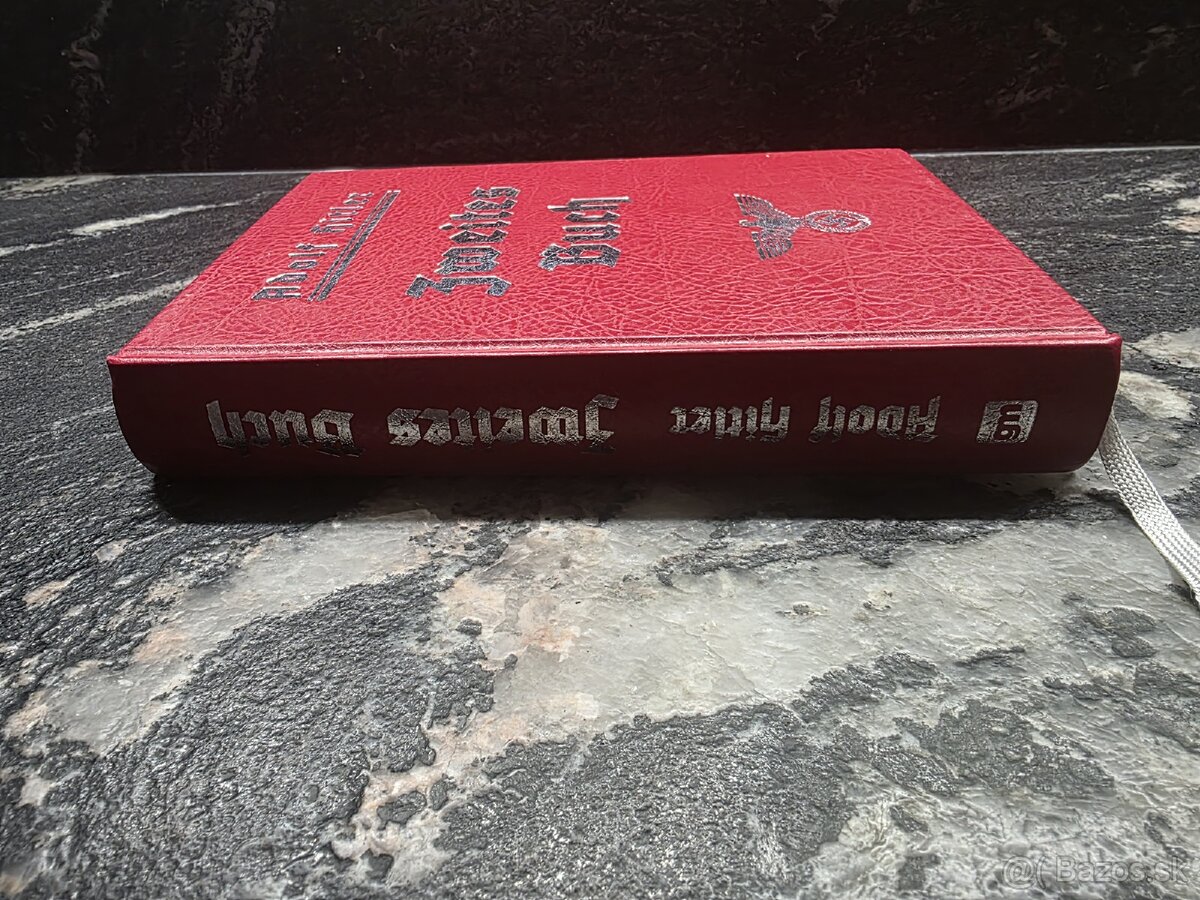 Adolf Hitler
Zweites
Buch
Adolf Hitler Zweites Buch
@( Bazos.sk